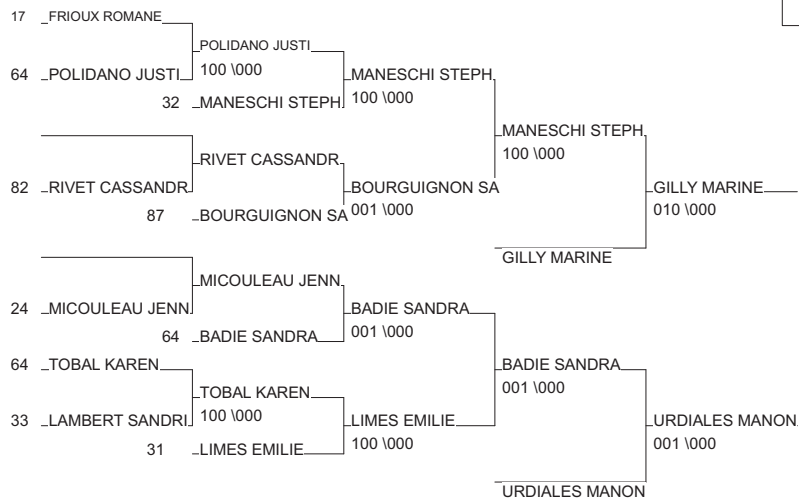 17 FRIOUX ROMANE
POLIDANO JUSTI
100 \000
64 POLIDANO JUSTI
MANESCHI STEPH
100 \000
32 MANESCHI STEPH
MANESCHI STEPH
100 \000
RIVET CASSANDR
82 RIVET CASSANDR
BOURGUIGNON SA
001 \000
GILLY MARINE
010 \000
87 BOURGUIGNON SA
GILLY MARINE
MICOULEAU JENN
24 MICOULEAU JENN
BADIE SANDRA
001 \000
64 BADIE SANDRA
64 TOBAL KAREN
BADIE SANDRA
001 \000
TOBAL KAREN
100 \000
33 LAMBERT SANDRI
LIMES EMILIE
100 \000
URDIALES MANON
001 \000
31 LIMES EMILIE
URDIALES MANON